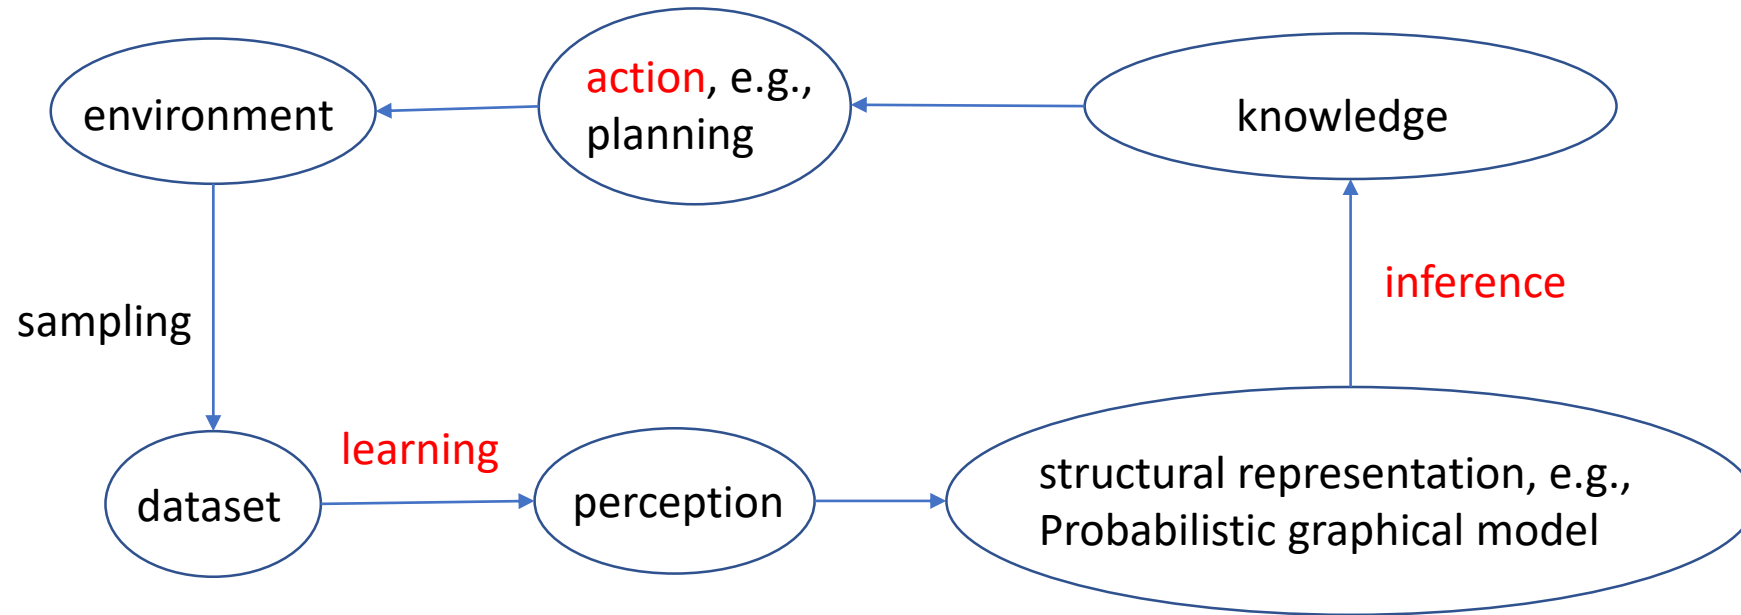 environment
action, e.g.,
planning
knowledge
sampling
inference
learning
dataset
perception
structural representation, e.g.,
Probabilistic graphical model